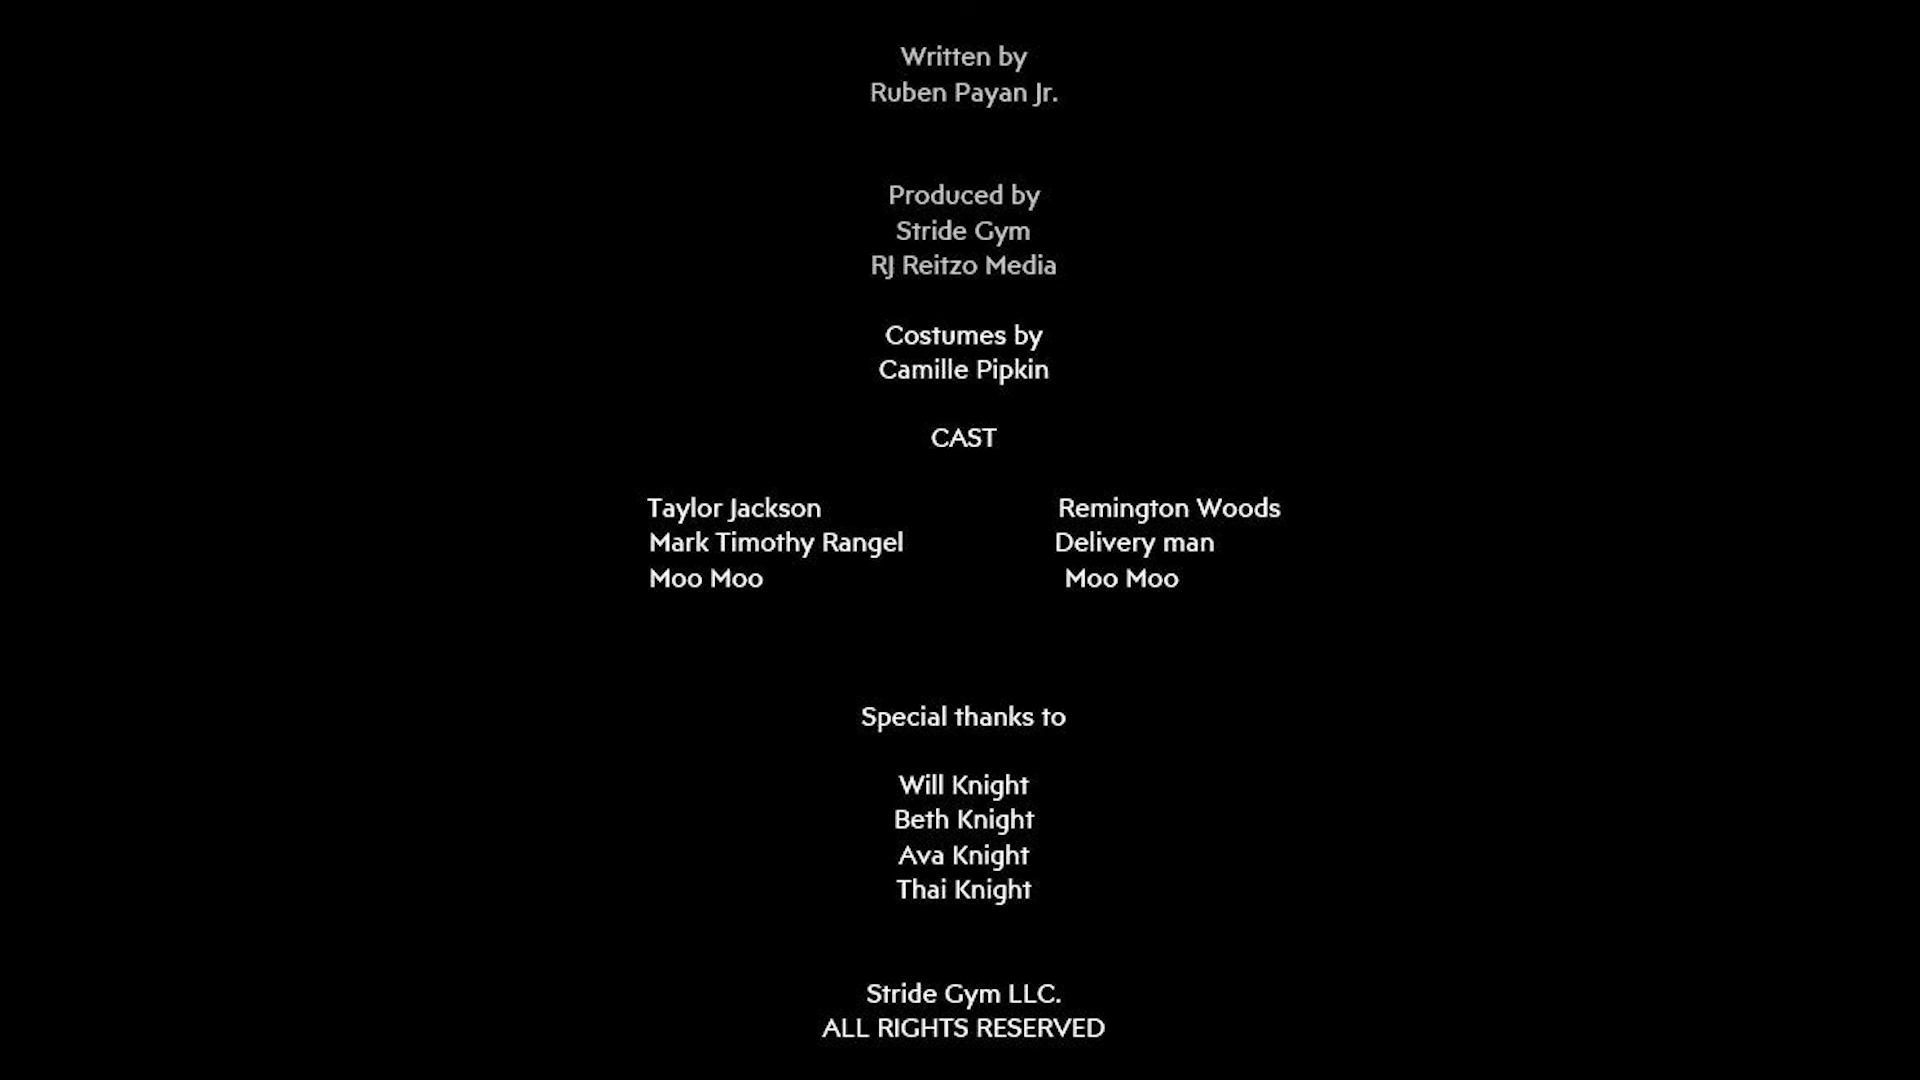 Written by
Ruben Payan Jr.
Produced by
Stride Gym
RJ Reitzo Media
Costumes by
Camille Pipkin
CAST
Taylor Jackson Remington Woods
Mark Timothy Rangel Delivery man
Moo Moo Moo Moo
Special thanks to
Will Knight
Beth Knight
Ava Knight
Thai Knight
Stride Gym LLC.
ALL RIGHTS RESERVED